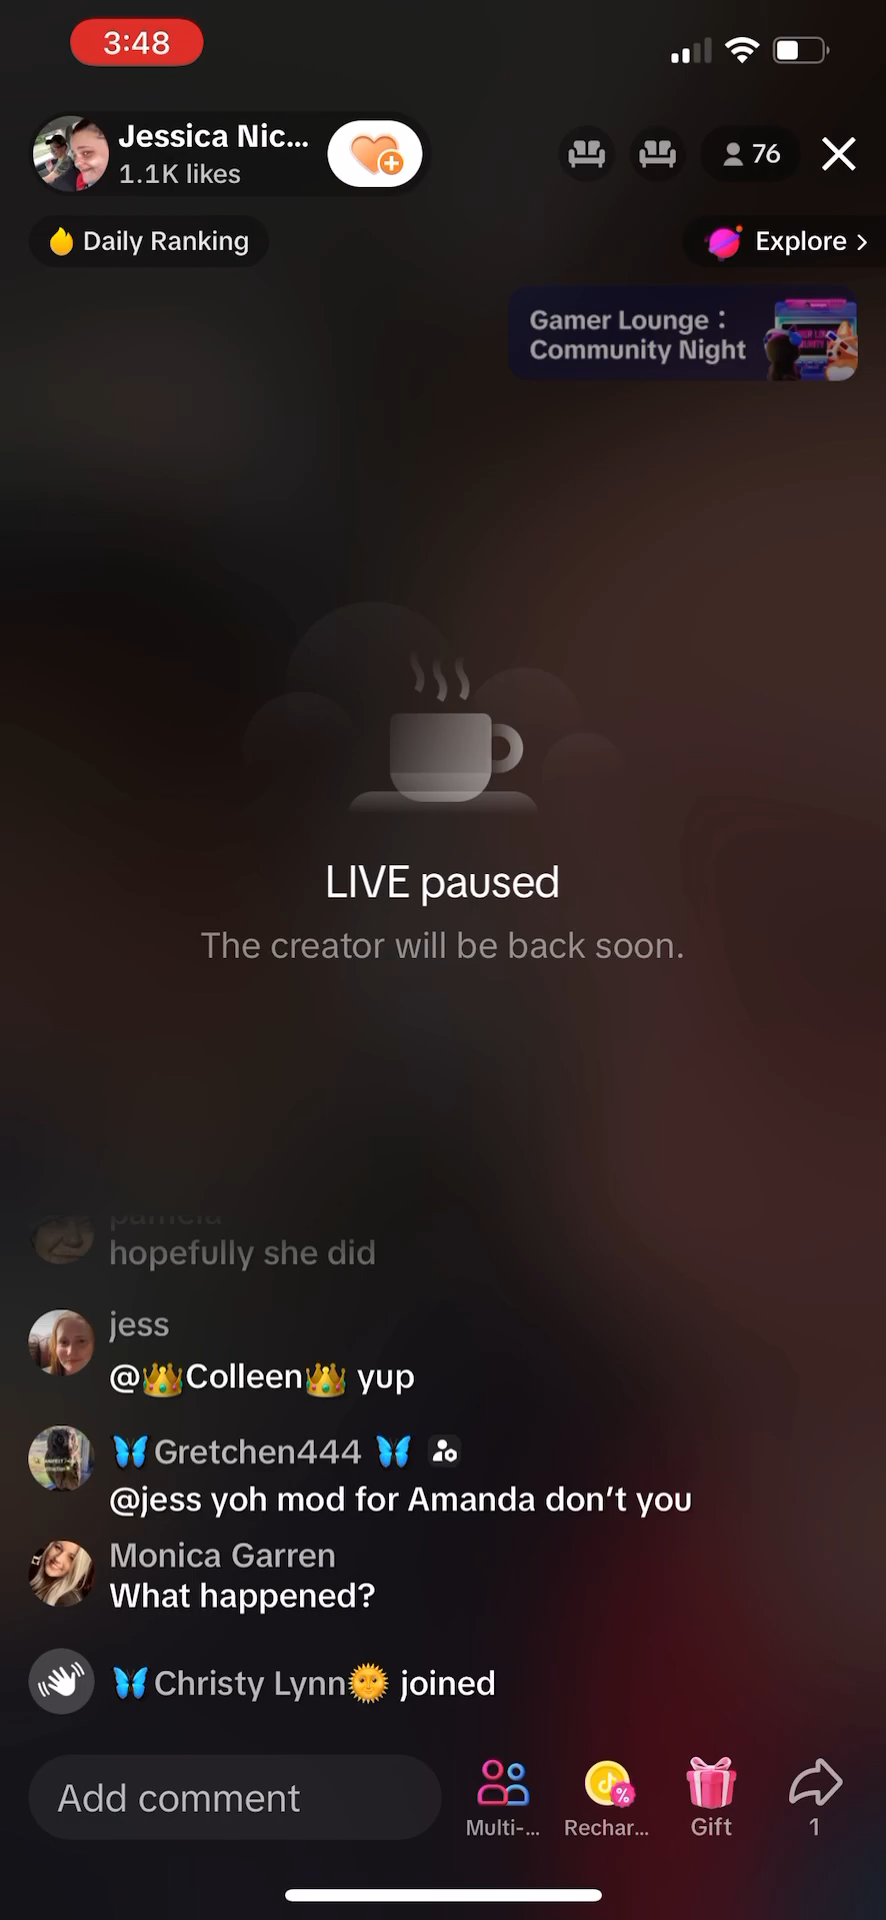 3:48
Jessica Nic...
1.1K likes
76
Daily Ranking
Explore >
Gamer Lounge :
Community Night
LIVE paused
The creator will be back soon.
pamela
hopefully she did
jess
@👑Colleen👑 yup
🦋Gretchen444 🦋
@jess yoh mod for Amanda don’t you
Monica Garren
What happened?
🦋Christy Lynn🌞 joined
Add comment
Multi-...
Rechar...
Gift
1